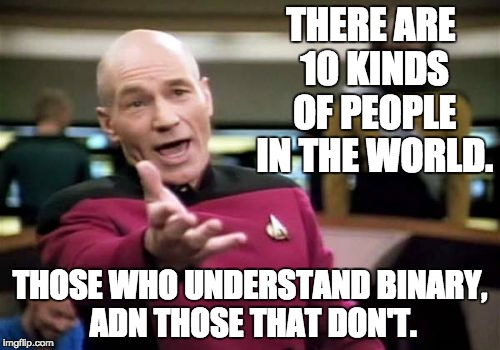 THERE ARE
10 KINDS
OF PEOPLE
IN THE WORLD.
THOSE WHO UNDERSTAND BINARY,
ADN THOSE THAT DON'T.
imgflip.com